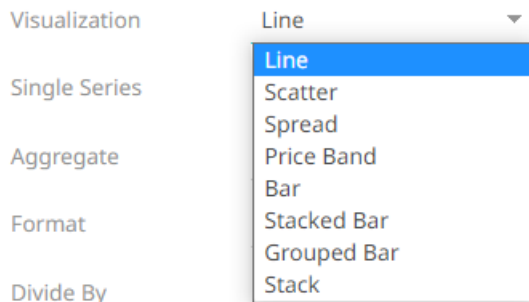 Visualization Line
Line
Single Series
Scatter
Spread
Aggregate
Price Band
Bar
Format
Stacked Bar
Grouped Bar
Divide By
Stack